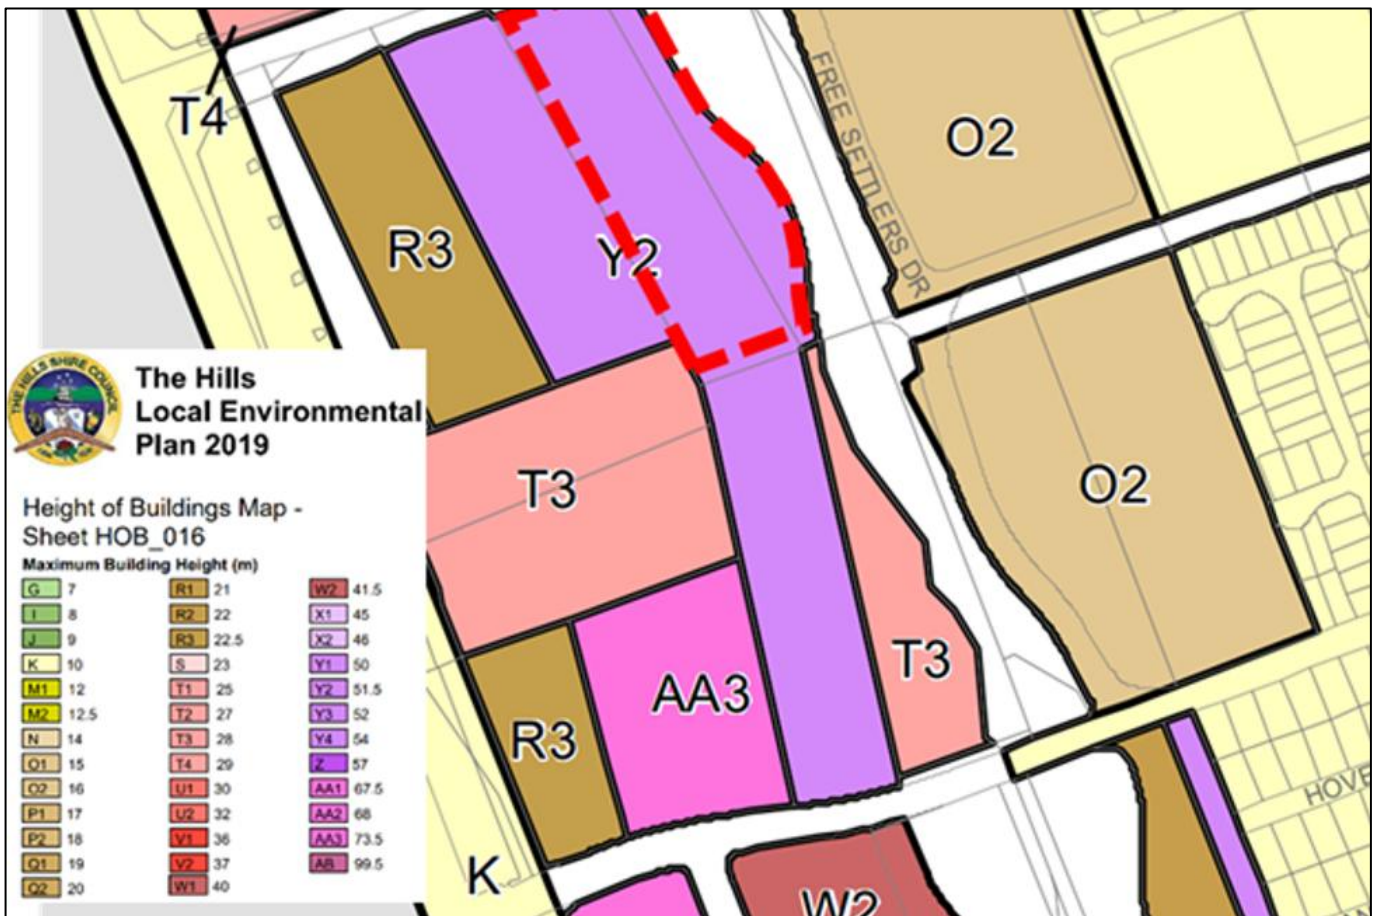 T4
FREE SETTLERS DR
O2
R3
Y2
THE HILLS SHIRE COUNCIL
The Hills
Local Environmental
Plan 2019
Height of Buildings Map -
Sheet HOB_016
Maximum Building Height (m)
G 7 R1 21 W2 41.5
I 8 R2 22 X1 45
J 9 R3 22.5 X2 46
K 10 S 23 Y1 50
M1 12 T1 25 Y2 51.5
M2 12.5 T2 27 Y3 52
N 14 T3 28 Y4 54
O1 15 T4 29 Z 57
O2 16 U1 30 AA1 67.5
P1 17 U2 32 AA2 68
P2 18 V1 36 AA3 73.5
Q1 19 V2 37 AB 99.5
Q2 20 W1 40
T3
O2
T3
AA3
R3
HOVE
K
W2